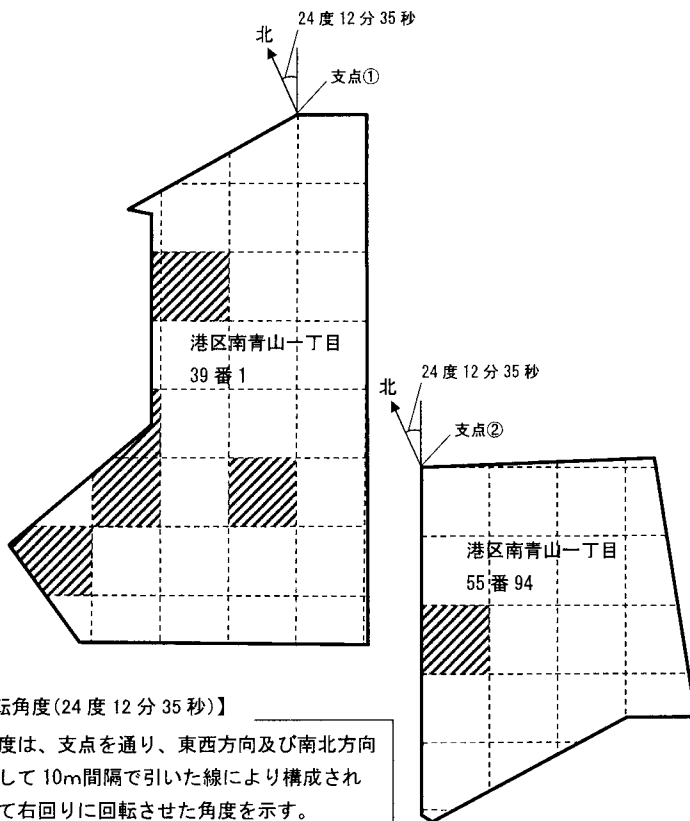 24 度 12 分 35 秒
北
支点①
港区南青山一丁目
39 番 1
24 度 12 分 35 秒
北
支点②
港区南青山一丁目
55 番 94
転角度(24 度 12 分 35 秒)】
度は、支点を通り、東西方向及び南北方向
して 10m間隔で引いた線により構成され
て右回りに回転させた角度を示す。